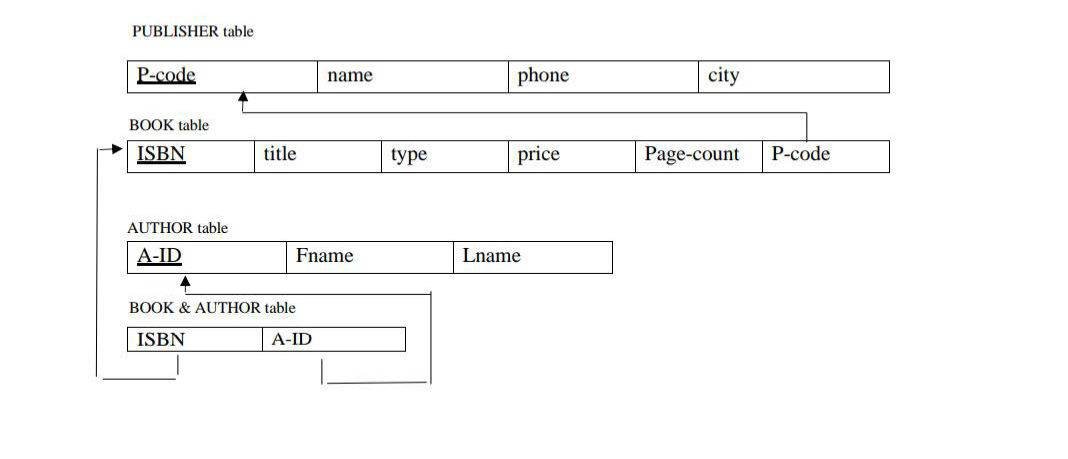 PUBLISHER table
P-code name phone city
BOOK table
ISBN title type price Page-count P-code
AUTHOR table
A-ID Fname Lname
BOOK & AUTHOR table
ISBN A-ID